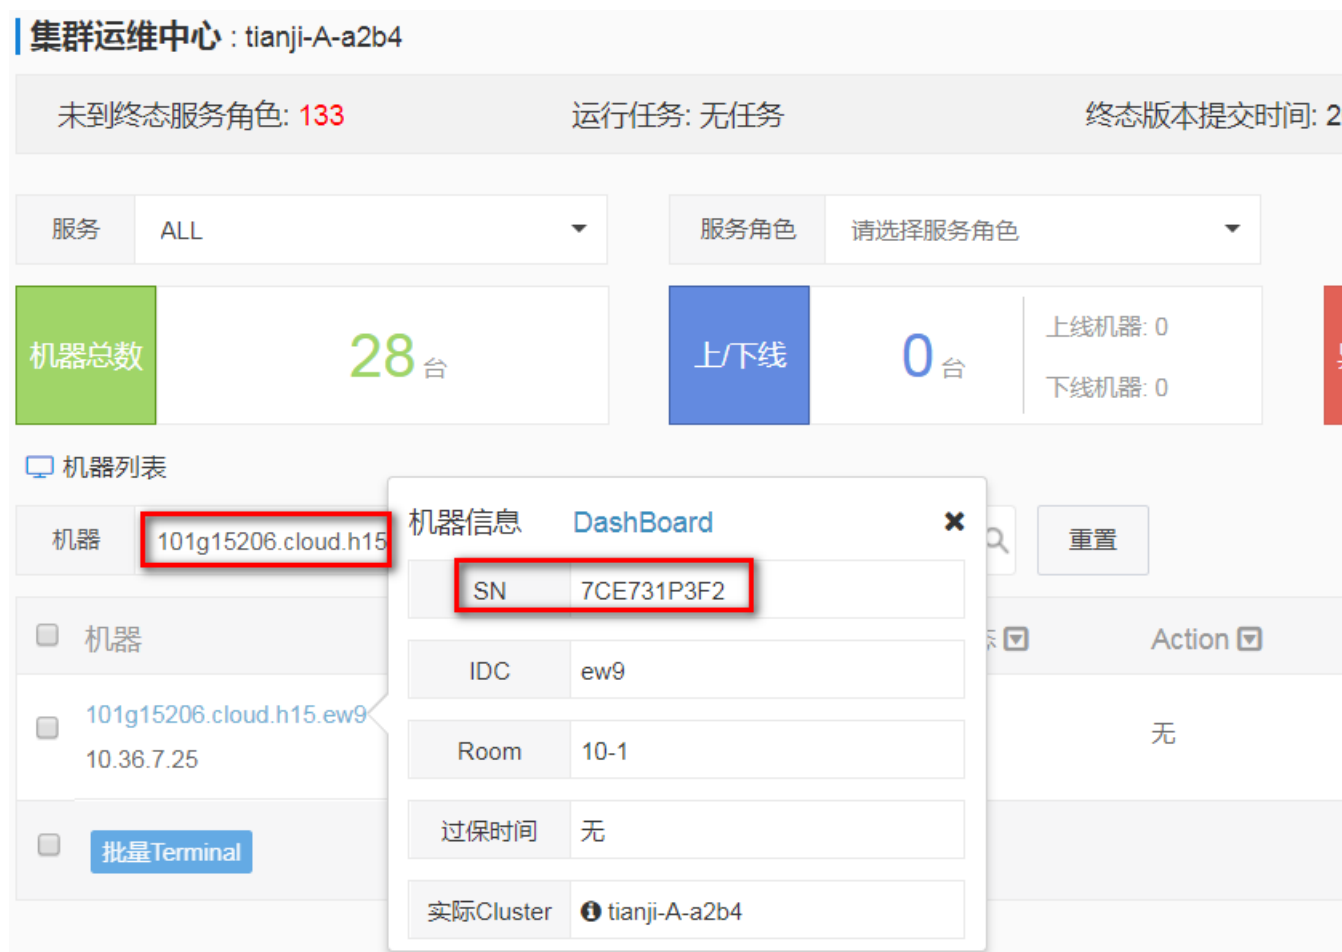 集群运维中心 : tianji-A-a2b4
未到终态服务角色: 133 运行任务: 无任务 终态版本提交时间: 2
服务 ALL 服务角色 请选择服务角色
机器总数 28 台 上/下线 0 台 上线机器: 0
下线机器: 0
机器列表
机器 101g15206.cloud.h15 重置
机器信息 DashBoard
SN 7CE731P3F2
IDC ew9
Room 10-1
过保时间 无
实际Cluster tianji-A-a2b4
机器 Action
101g15206.cloud.h15.ew9 无
10.36.7.25
批量Terminal